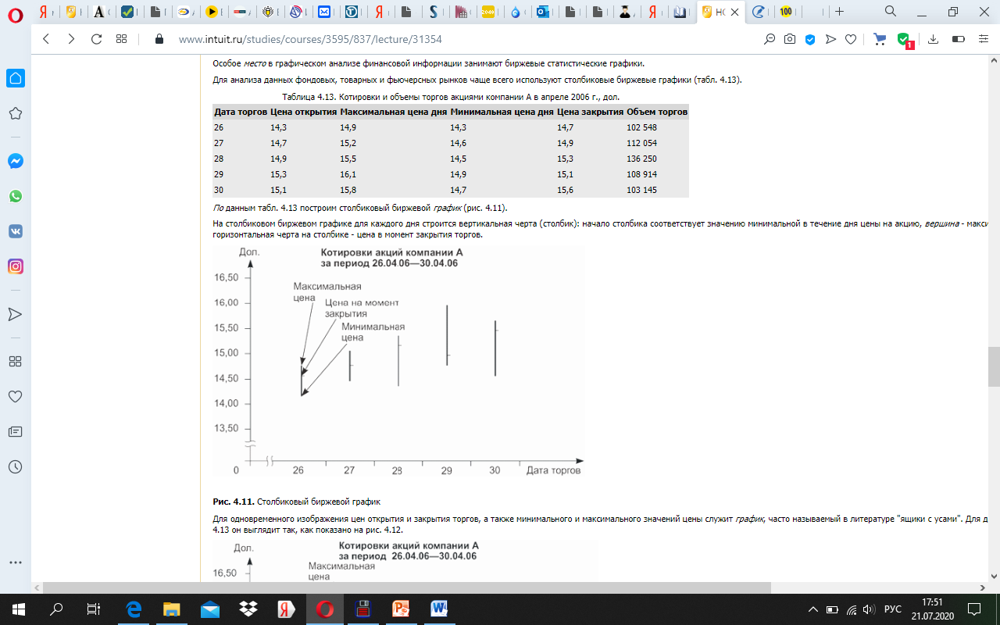 www.intuit.ru/studies/courses/3595/837/lecture/31354
Особое место в графическом анализе финансовой информации занимают биржевые статистические графики.
Для анализа данных фондовых, товарных и фьючерсных рынков чаще всего используют столбиковые биржевые графики (табл. 4.13).
Таблица 4.13. Котировки и объемы торгов акциями компании А в апреле 2006 г., дол.
Дата торгов Цена открытия Максимальная цена дня Минимальная цена дня Цена закрытия Объем торгов
26 14,3 14,9 14,3 14,7 102 548
27 14,7 15,2 14,6 14,9 112 054
28 14,9 15,5 14,5 15,3 136 250
29 15,3 16,1 14,9 15,1 108 914
30 15,1 15,8 14,7 15,6 103 145
По данным табл. 4.13 построим столбиковый биржевой график (рис. 4.11).
На столбиковом биржевом графике для каждого дня строится вертикальная черта (столбик): начало столбика соответствует значению минимальной в течение дня цены на акцию, вершина - макси
горизонтальная черта на столбике - цена в момент закрытия торгов.
Дол.
Котировки акций компании А
за период 26.04.06—30.04.06
16,50
16,00
15,50
15,00
14,50
14,00
13,50
0
Максимальная
цена
Цена на момент
закрытия
Минимальная
цена
26 27 28 29 30 Дата торгов
Рис. 4.11. Столбиковый биржевой график
Для одновременного изображения цен открытия и закрытия торгов, а также минимального и максимального значений цены служит график, часто называемый в литературе "ящики с усами". Для д
4.13 он выглядит так, как показано на рис. 4.12.
Дол.
Котировки акций компании А
за период 26.04.06—30.04.06
16,50
Максимальная
цена
РУС
17:51
21.07.2020